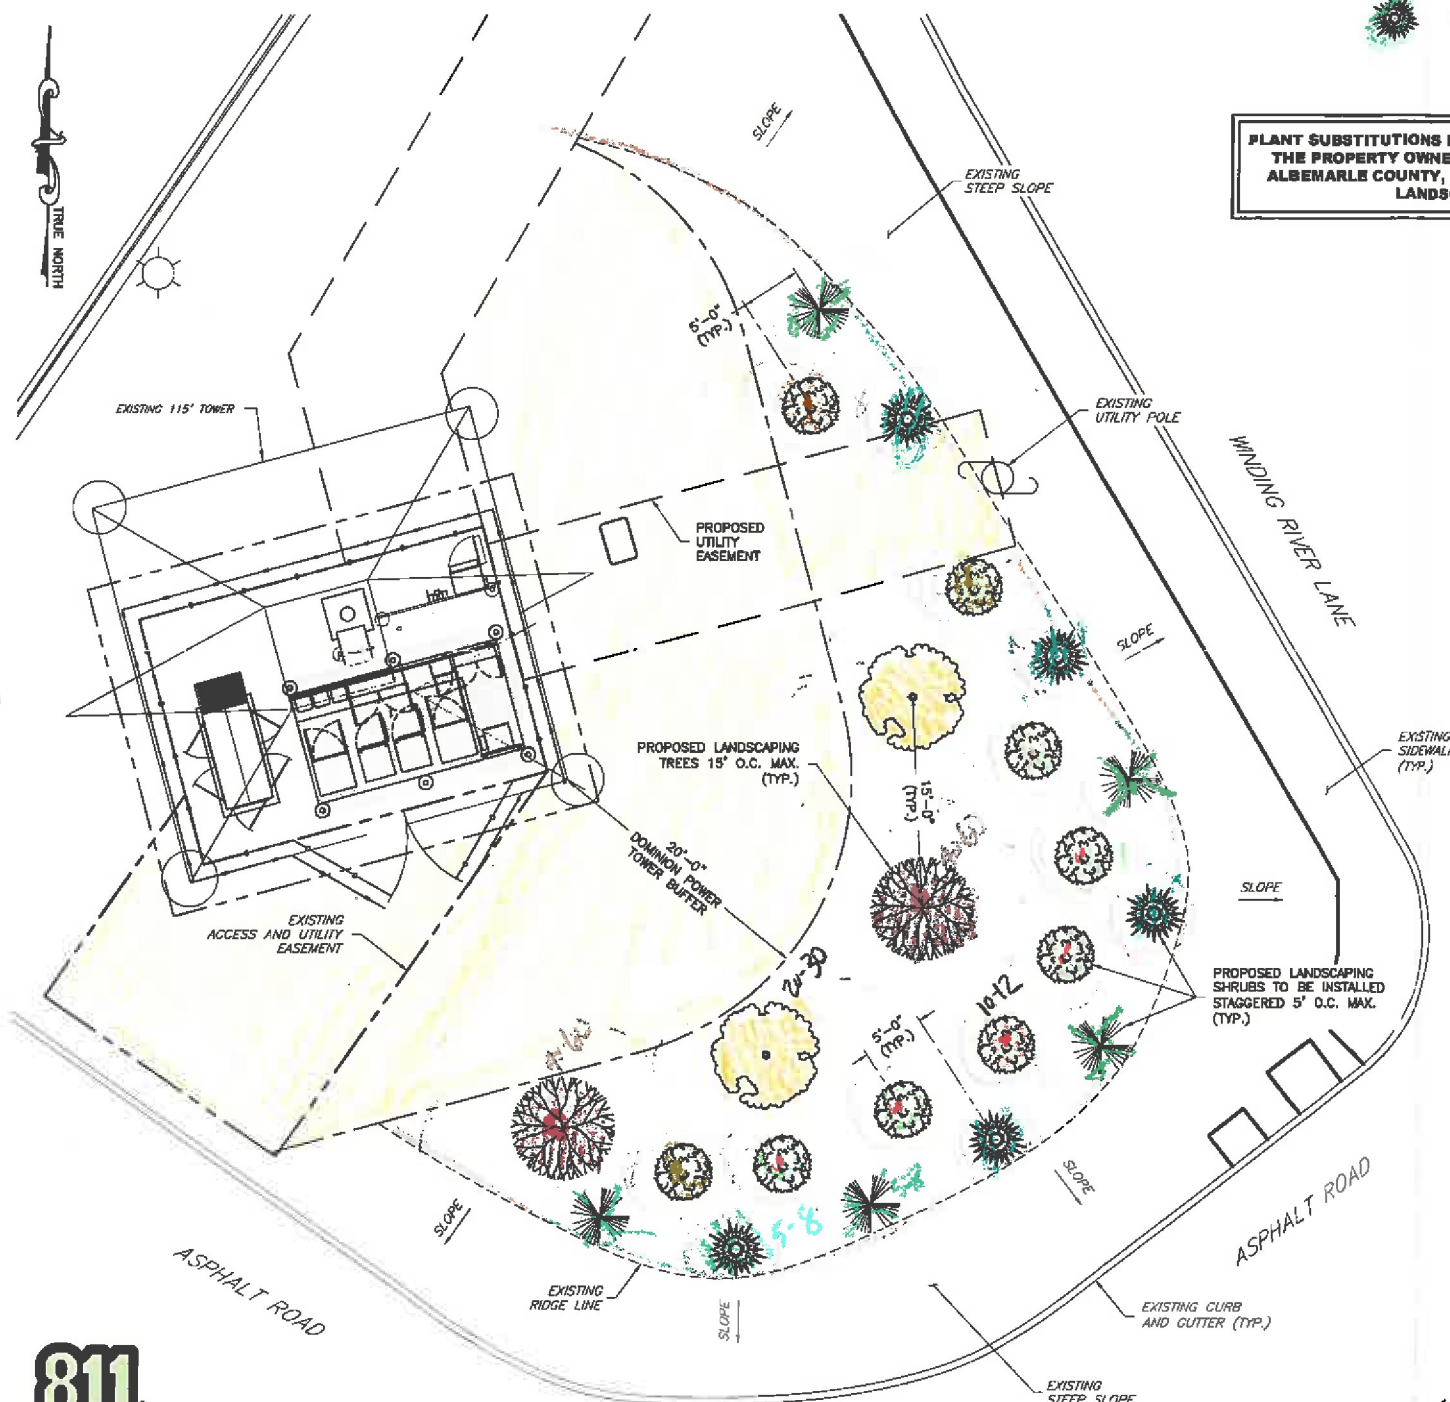 TRUE NORTH
SLOPE
EXISTING
STEEP SLOPE
PLANT SUBSTITUTIONS
THE PROPERTY OWNE
ALBEMARLE COUNTY,
LANDS
5'-0"
(TYP.)
EXISTING 115' TOWER
EXISTING
UTILITY POLE
WINDING RIVER LANE
PROPOSED
UTILITY
EASEMENT
SLOPE
PROPOSED LANDSCAPING
TREES 15' O.C. MAX.
(TYP.)
15'-0"
(TYP.)
EXISTING
SIDEWAL
(TYP.)
20'-0"
DOMINION POWER
TOWER BUFFER
SLOPE
EXISTING
ACCESS AND UTILITY
EASEMENT
20-30
10-12
PROPOSED LANDSCAPING
SHRUBS TO BE INSTALLED
STAGGERED 5' O.C. MAX.
(TYP.)
5'-0"
(TYP.)
SLOPE
SLOPE
5-8
ASPHALT ROAD
ASPHALT ROAD
EXISTING
RIDGE LINE
SLOPE
EXISTING CURB
AND GUTTER (TYP.)
811
EXISTING
STEEP SLOPE